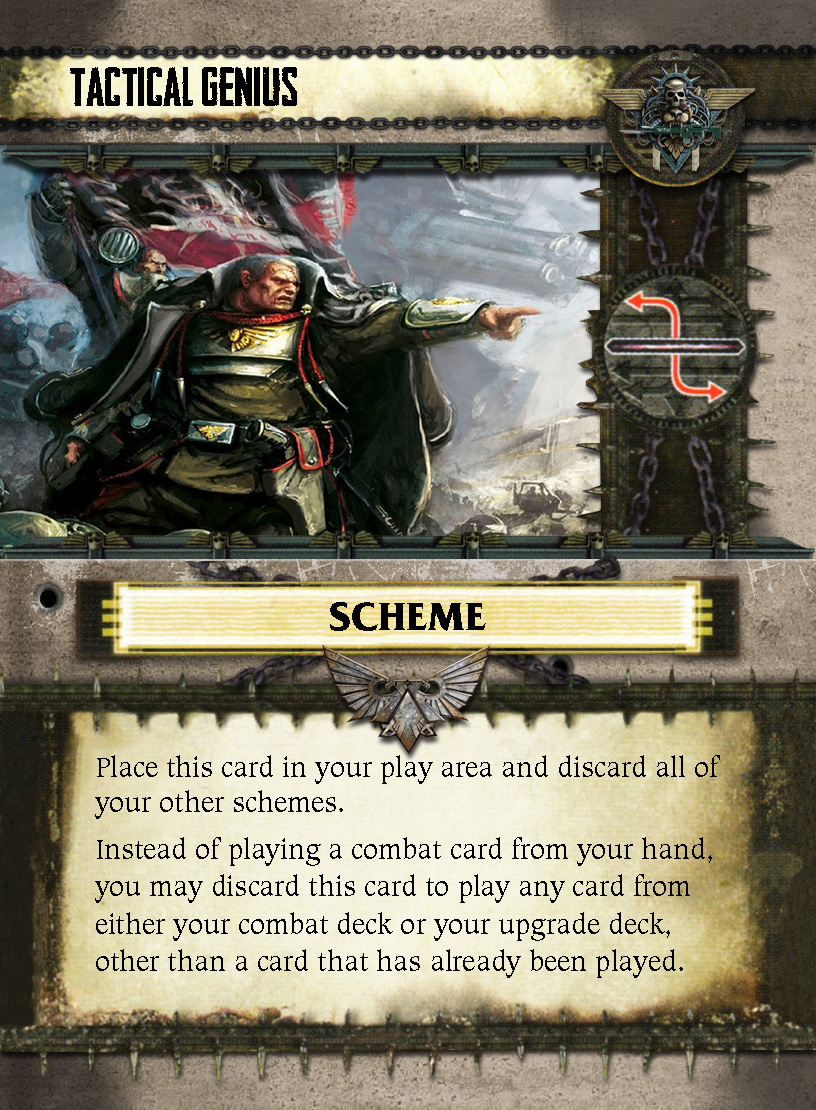 TACTICAL GENIUS
SCHEME
Place this card in your play area and discard all of
your other schemes.
Instead of playing a combat card from your hand,
you may discard this card to play any card from
either your combat deck or your upgrade deck,
other than a card that has already been played.